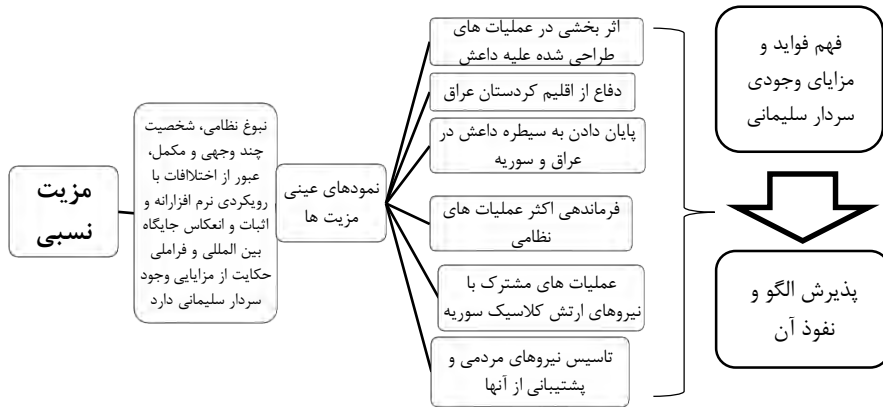 مزیت
نسبی
نبوغ نظامی، شخصیت
چند وجهی و مکمل،
عبور از اختلاافات با
رویکردی نرم افزارانه و
اثبات و انعکاس جایگاه
بین المللی و فراملی
حکایت از مزایایی وجود
سردار سلیمانی دارد
نمودهای عینی
مزیت ها
اثر بخشی در عملیات های
طراحی شده علیه داعش
دفاع از اقلیم کردستان عراق
پایان دادن به سیطره داعش در
عراق و سوریه
فرماندهی اکثر عملیات های
نظامی
عملیات های مشترک با
نیروهای ارتش کلاسیک سوریه
تاسیس نیروهای مردمی و
پشتیبانی از آنها
فهم فواید و
مزایای وجودی
سردار سلیمانی
پذیرش الگو و
نفوذ آن